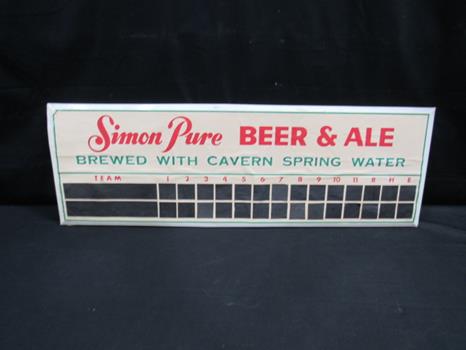 Simon Pure BEER & ALE
BREWED WITH CAVERN SPRING WATER
TEAM 1 2 3 4 5 6 7 8 9 10 11 R H E